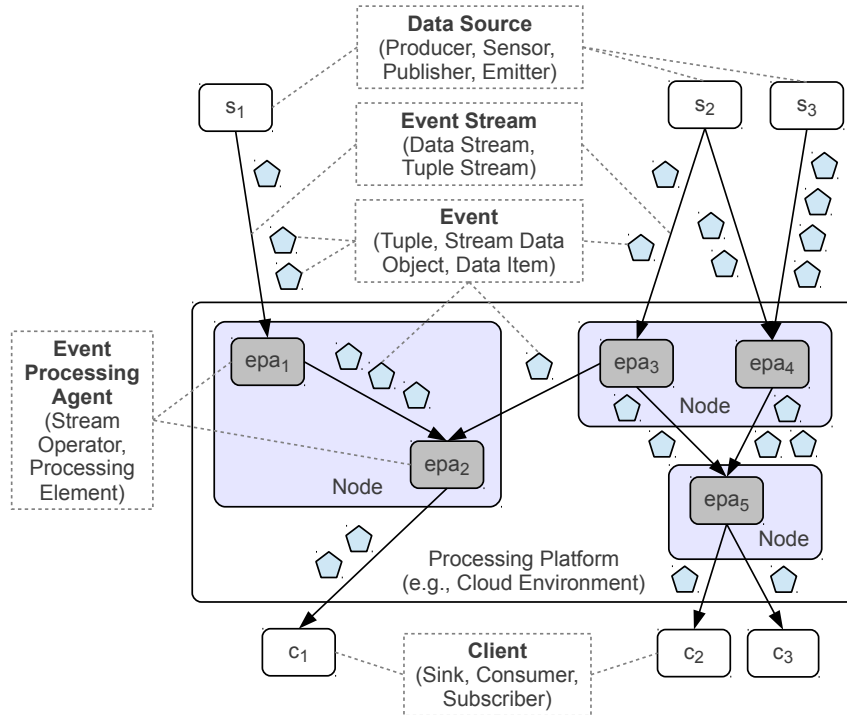 Data Source
(Producer, Sensor,
Publisher, Emitter)
s1
s2
s3
Event Stream
(Data Stream,
Tuple Stream)
Event
(Tuple, Stream Data
Object, Data Item)
Event
Processing
Agent
(Stream
Operator,
Processing
Element)
epa1
epa2
Node
epa3
epa4
Node
epa5
Node
Processing Platform
(e.g., Cloud Environment)
c1
Client
(Sink, Consumer,
Subscriber)
c2
c3